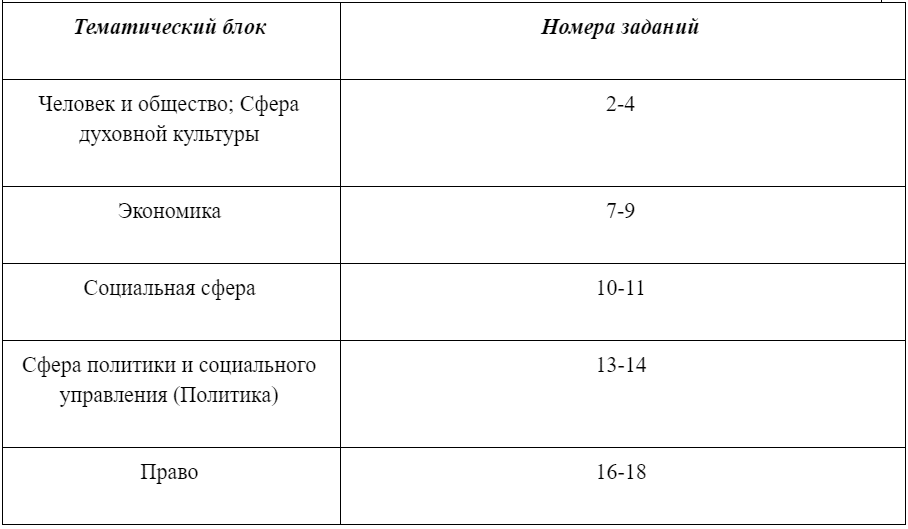 Тематический блок
Номера заданий
Человек и общество; Сфера
духовной культуры
2-4
Экономика
7-9
Социальная сфера
10-11
Сфера политики и социального
управления (Политика)
13-14
Право
16-18